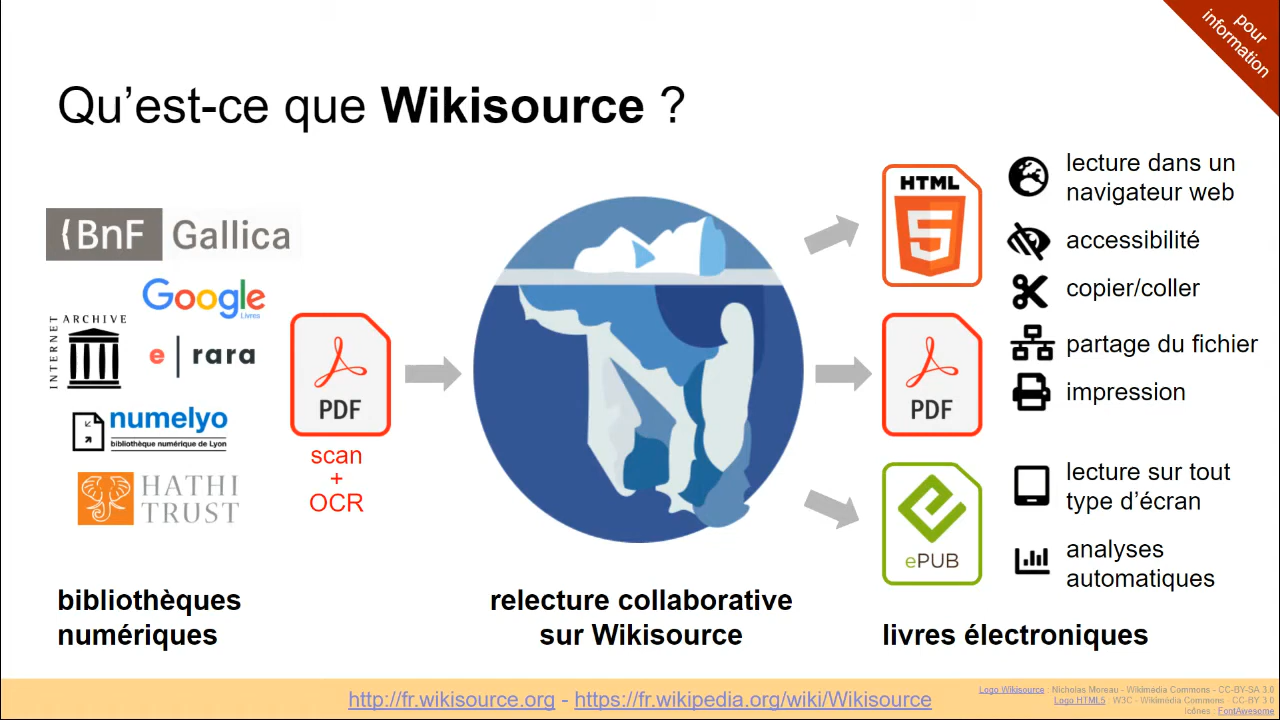 pour
information
Qu’est-ce que Wikisource ?
{BnF Gallica
Google
Livres
INTERNET ARCHIVE
e | rara
numelyo
bibliothèque numérique de Lyon
HATHI
TRUST
PDF
scan
+
OCR
bibliothèques
numériques
relecture collaborative
sur Wikisource
HTML
5
PDF
ePUB
lecture dans un
navigateur web
accessibilité
copier/coller
partage du fichier
impression
lecture sur tout
type d’écran
analyses
automatiques
livres électroniques
http://fr.wikisource.org - https://fr.wikipedia.org/wiki/Wikisource
Logo Wikisource : Nicholas Moreau - Wikimédia Commons - CC-BY-SA 3.0
Logo HTML5 : W3C - Wikimédia Commons - CC-BY 3.0
Icônes : FontAwesome